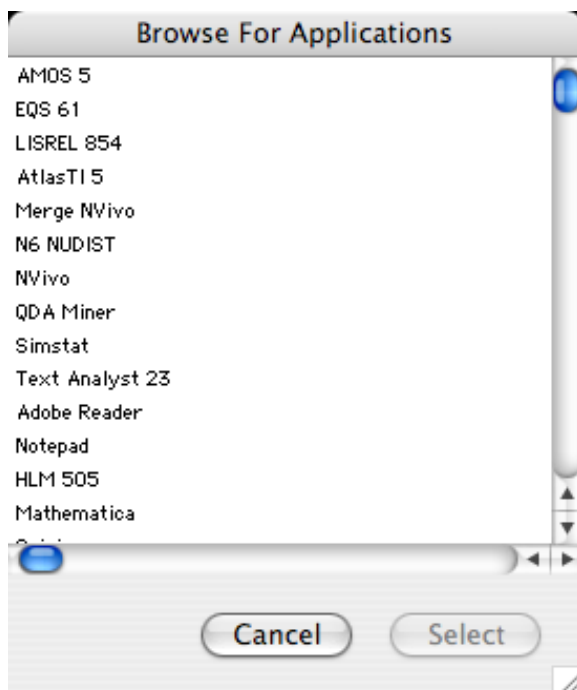 Browse For Applications
AMOS 5
EQS 61
LISREL 854
AtlasTI 5
Merge NVivo
N6 NUDIST
NVivo
QDA Miner
Simstat
Text Analyst 23
Adobe Reader
Notepad
HLM 505
Mathematica
Cancel Select